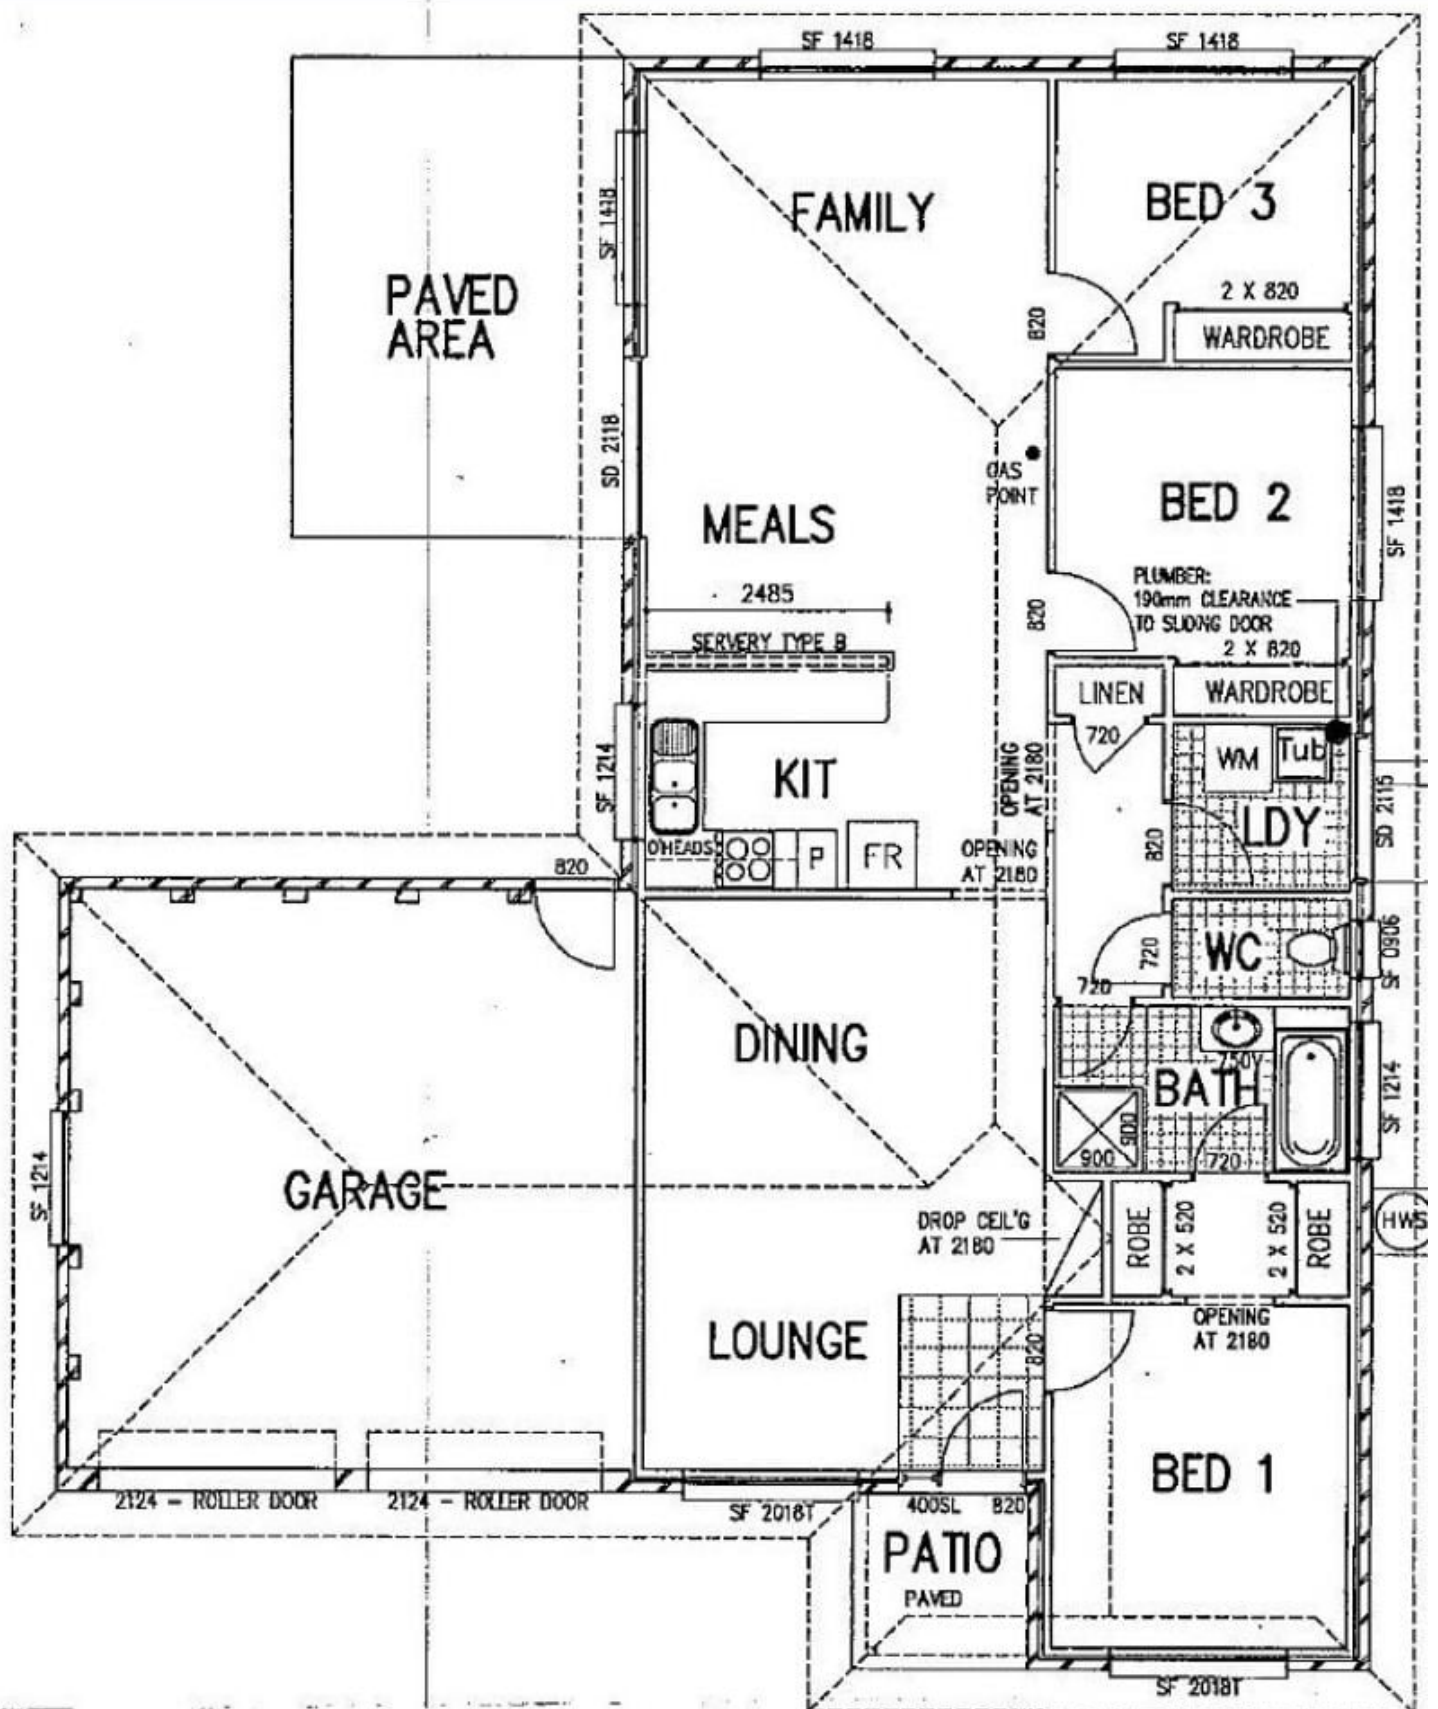 SF 1418
SF 1418
SF 1418
FAMILY
BED 3
PAVED
AREA
2 X 820
820
WARDROBE
SD 2118
GAS
POINT
MEALS
BED 2
SF 1418
PLUMBER:
190mm CLEARANCE
TO SLIDING DOOR
2 X 820
820
2485
SERVERY TYPE B
LINEN
WARDROBE
720
SF 1214
KIT
OPENING
AT 2180
WM
Tub
SD 2115
820
LDY
O'HEADS
P
FR
OPENING
AT 2180
820
720
WC
SF 0906
720
DINING
750V
BATH
SF 1214
900
900
720
SF 1214
GARAGE
DROP CEIL'G
AT 2180
ROBE
2 X 520
2 X 520
ROBE
HWS
OPENING
AT 2180
LOUNGE
820
BED 1
2124 - ROLLER DOOR
2124 - ROLLER DOOR
SF 2018T
400SL
820
PATIO
PAVED
SF 2018T